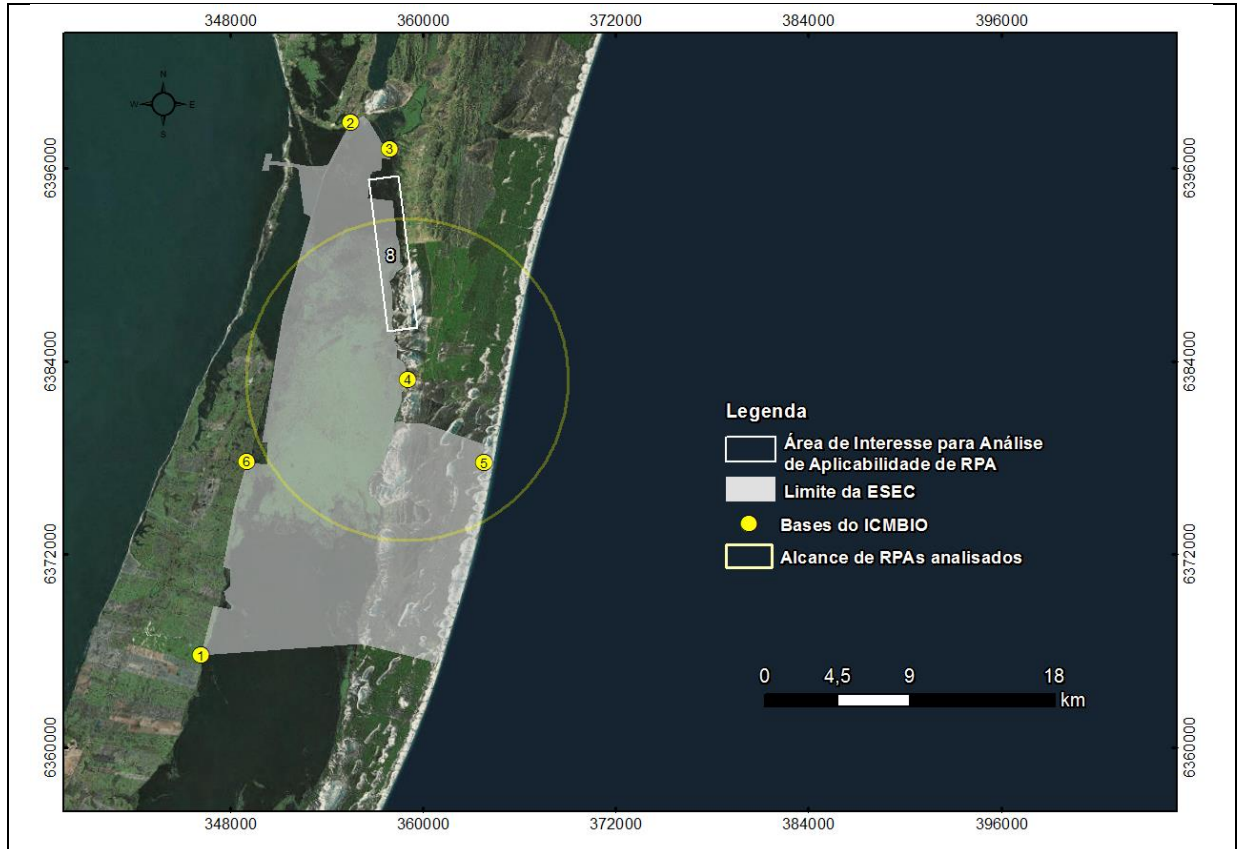 348000 360000 372000 384000 396000
N
W E
S
6396000 6396000
6384000 6384000
6372000 6372000
6360000 6360000
2
3
8
4
6
5
1
Legenda
Área de Interesse para Análise
de Aplicabilidade de RPA
Limite da ESEC
Bases do ICMBIO
Alcance de RPAs analisados
0 4,5 9 18
km
348000 360000 372000 384000 396000